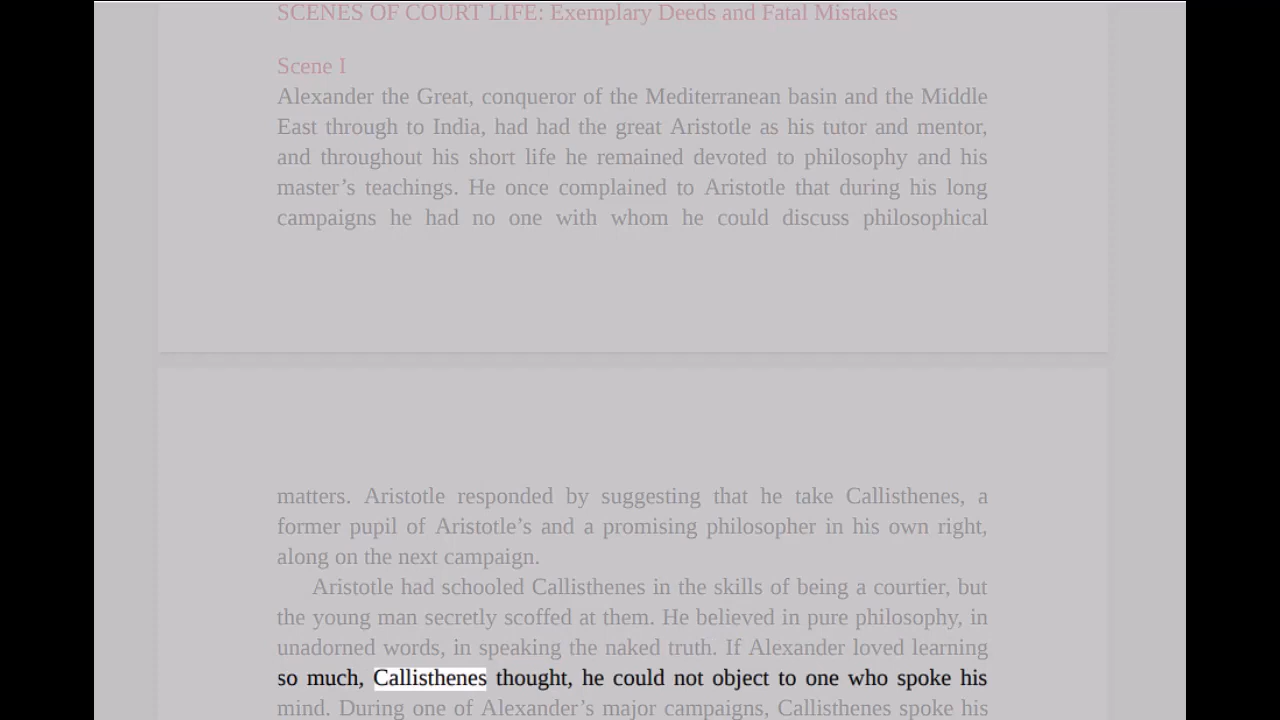 SCENES OF COURT LIFE: Exemplary Deeds and Fatal Mistakes
Scene I
Alexander the Great, conqueror of the Mediterranean basin and the Middle
East through to India, had had the great Aristotle as his tutor and mentor,
and throughout his short life he remained devoted to philosophy and his
master’s teachings. He once complained to Aristotle that during his long
campaigns he had no one with whom he could discuss philosophical
matters. Aristotle responded by suggesting that he take Callisthenes, a
former pupil of Aristotle’s and a promising philosopher in his own right,
along on the next campaign.
Aristotle had schooled Callisthenes in the skills of being a courtier, but
the young man secretly scoffed at them. He believed in pure philosophy, in
unadorned words, in speaking the naked truth. If Alexander loved learning
so much, Callisthenes thought, he could not object to one who spoke his
mind. During one of Alexander’s major campaigns, Callisthenes spoke his